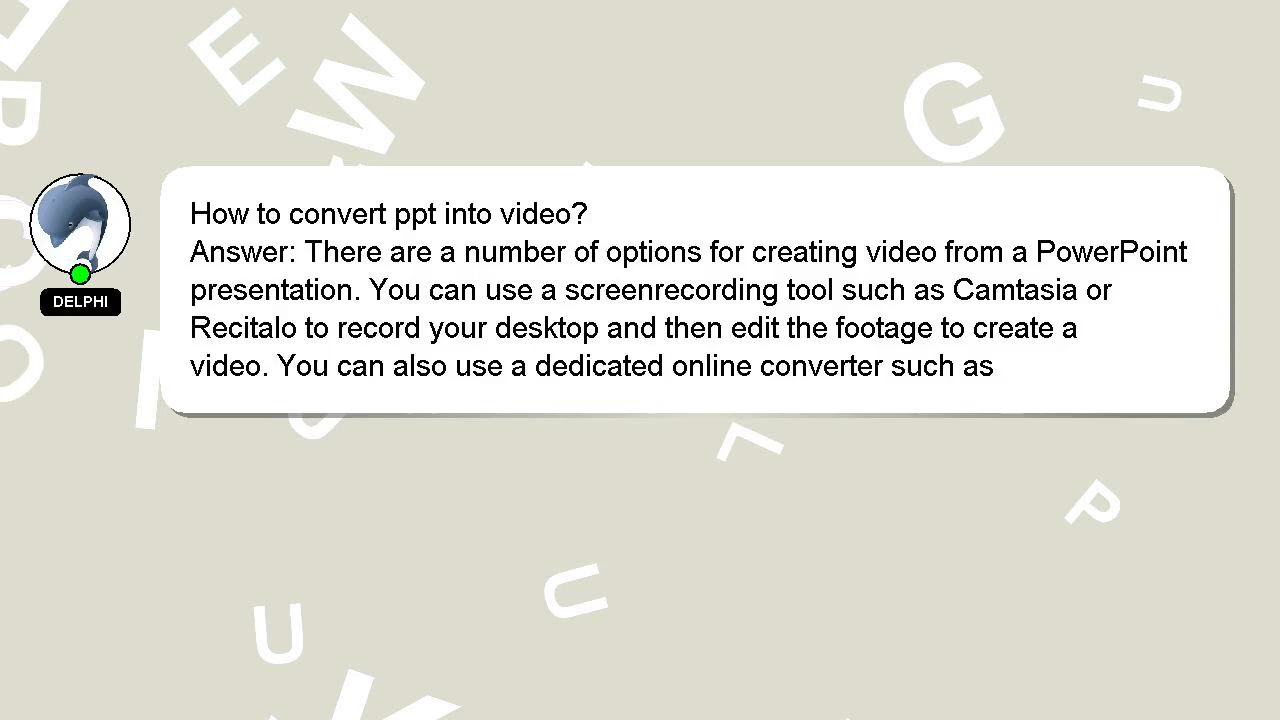 E
W
G
U
How to convert ppt into video?
Answer: There are a number of options for creating video from a PowerPoint
presentation. You can use a screenrecording tool such as Camtasia or
Recitalo to record your desktop and then edit the footage to create a
video. You can also use a dedicated online converter such as
DELPHI
L
P
U
U
K